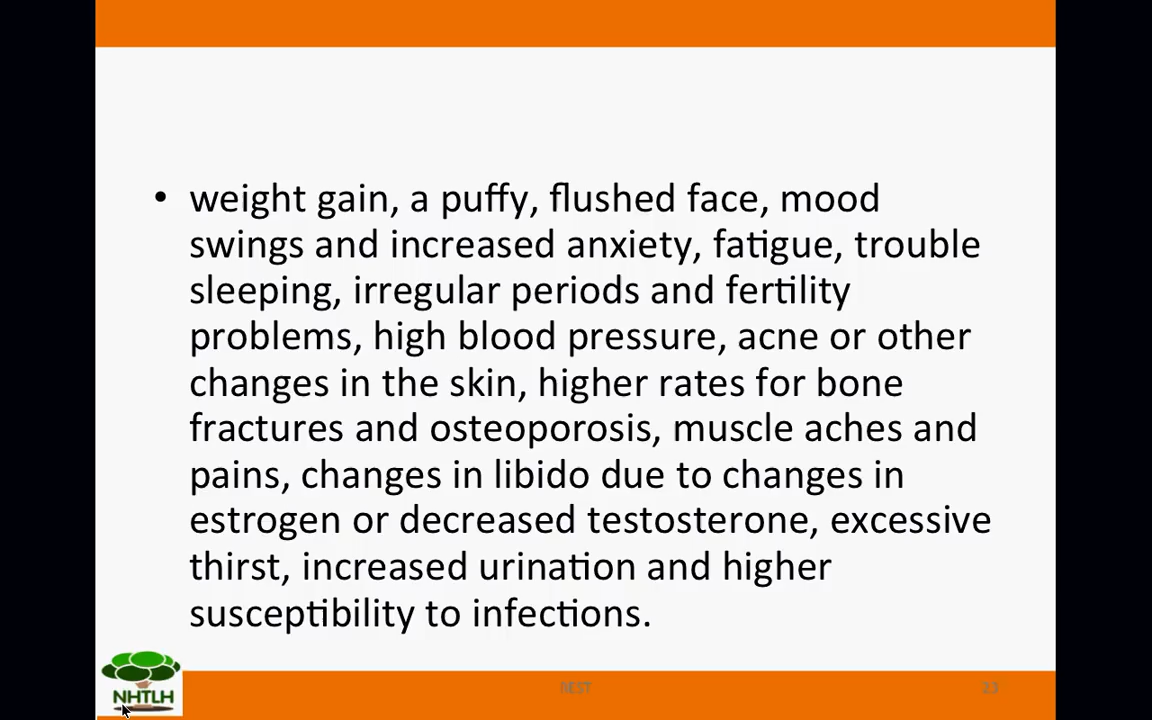 • weight gain, a puffy, flushed face, mood
swings and increased anxiety, fatigue, trouble
sleeping, irregular periods and fertility
problems, high blood pressure, acne or other
changes in the skin, higher rates for bone
fractures and osteoporosis, muscle aches and
pains, changes in libido due to changes in
estrogen or decreased testosterone, excessive
thirst, increased urination and higher
susceptibility to infections.
NHTLH
REST
23